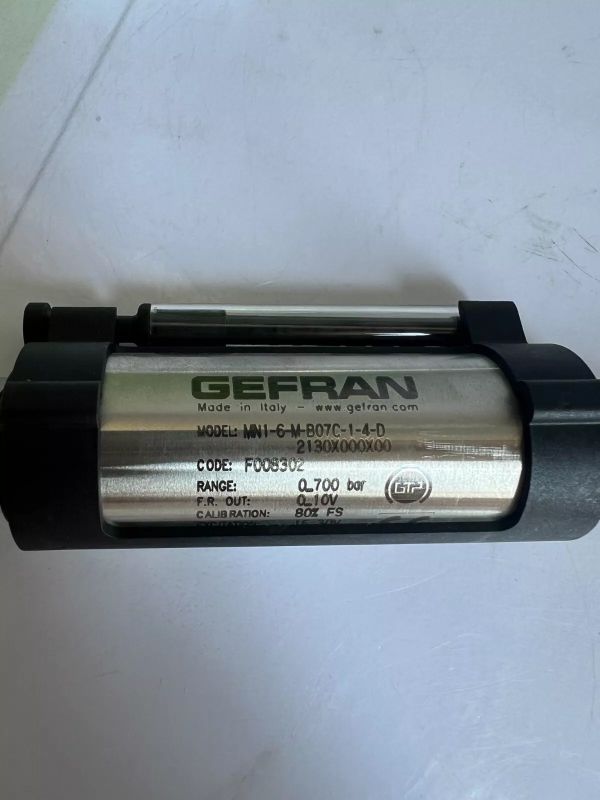 GEFRAN
Made in Italy - www.gefran.com
MODEL: MN1-6-M-B07C-1-4-D
2130X000X00
CODE: F008302
RANGE: 0_700 bar
F.R. OUT: 0_10V
CALIBRATION: 80% FS
GTP